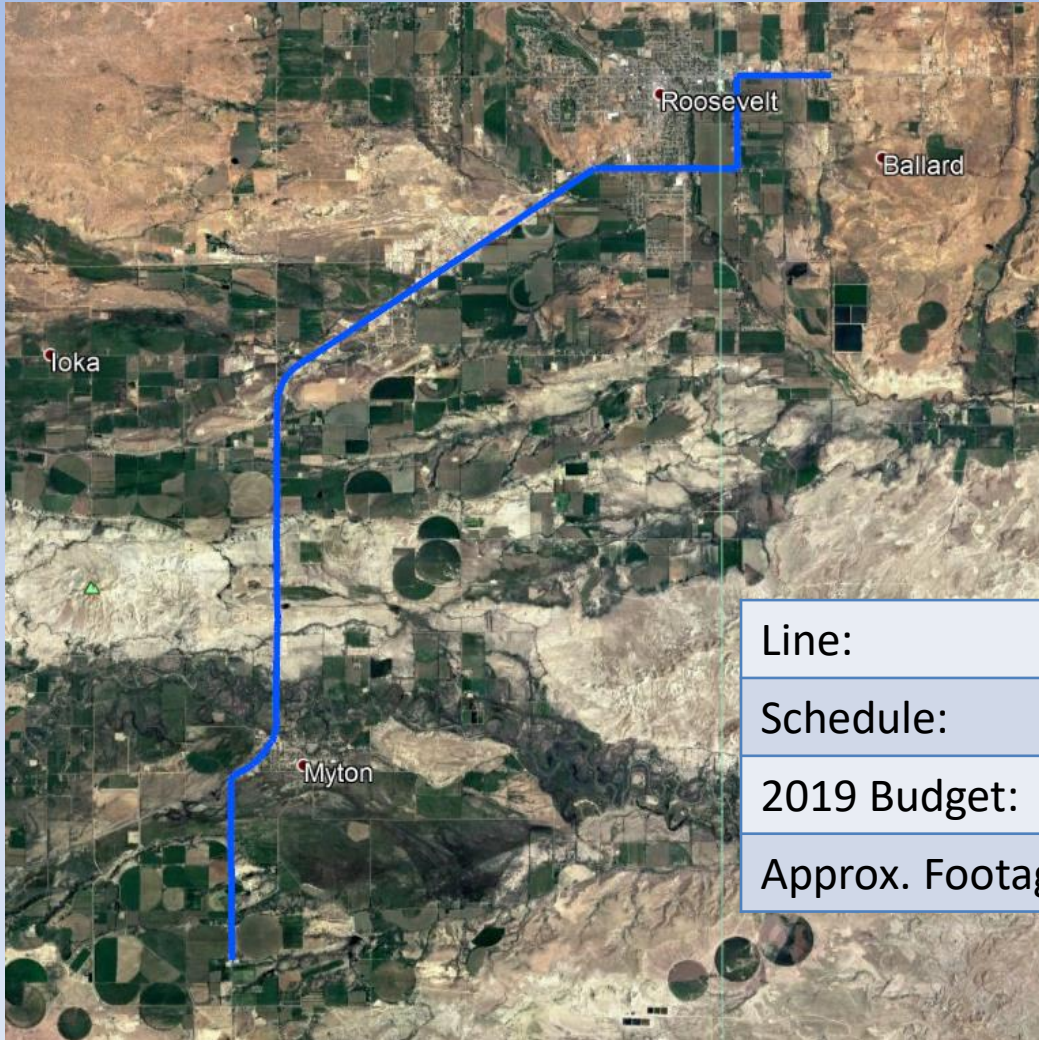 Roosevelt
Ballard
Ioka
Myton
Line:
Schedule:
2019 Budget:
Approx. Footag